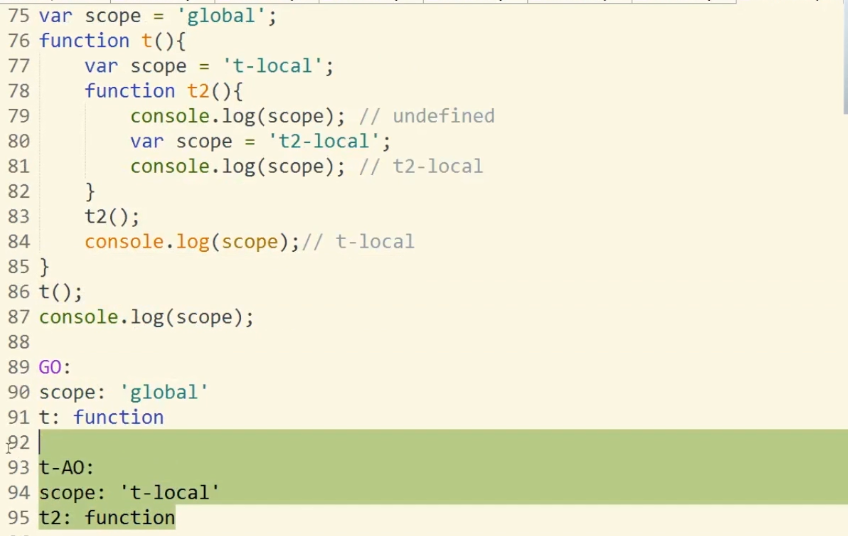 75 var scope = 'global';
76 function t(){
77     var scope = 't-local';
78     function t2(){
79         console.log(scope); // undefined
80         var scope = 't2-local';
81         console.log(scope); // t2-local
82     }
83     t2();
84     console.log(scope);// t-local
85 }
86 t();
87 console.log(scope);
88
89 GO:
90 scope: 'global'
91 t: function
92
93 t-AO:
94 scope: 't-local'
95 t2: function